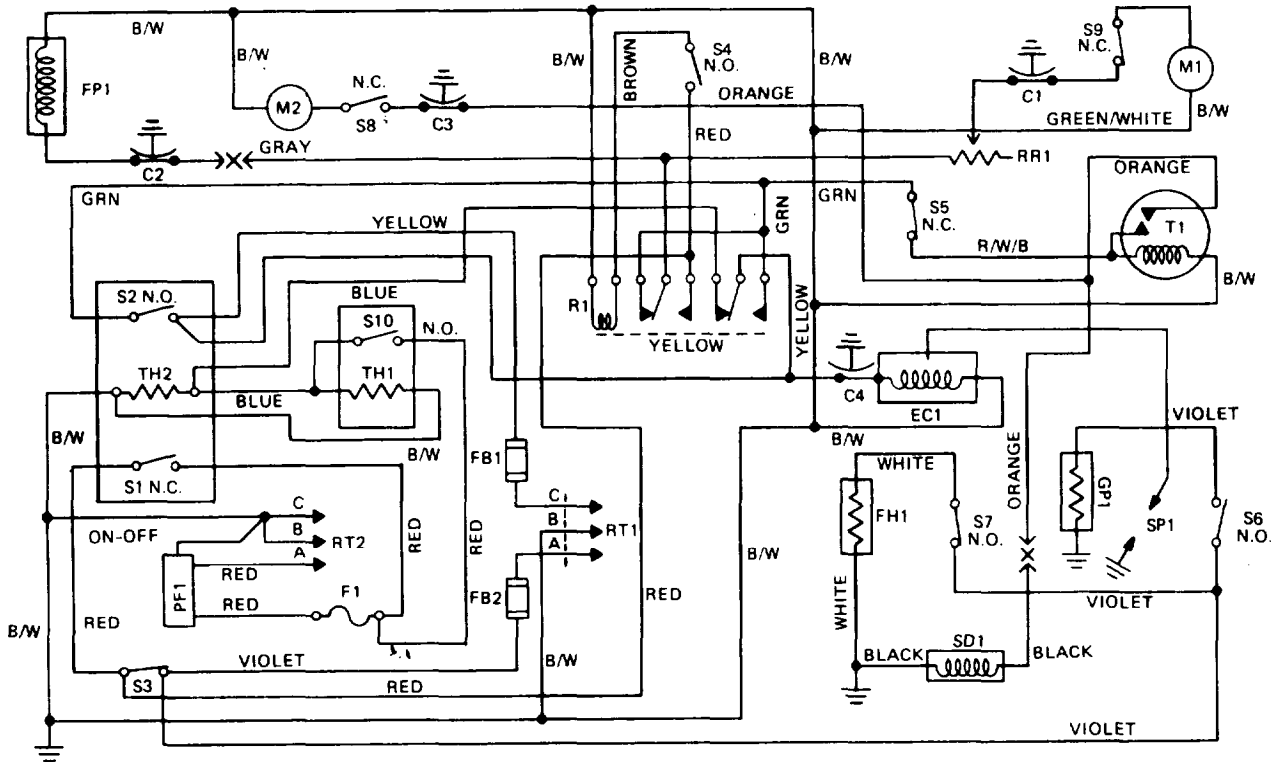 B/W
FP1
B/W
M2
N.C.
S8
C3
C2
GRAY
B/W
BROWN
S4
N.O.
ORANGE
RED
B/W
S9
N.C.
C1
M1
B/W
GREEN/WHITE
RR1
ORANGE
T1
B/W
GRN
YELLOW
GRN
GRN
S5
N.C.
R/W/B
S2 N.O.
BLUE
S10
N.O.
R1
YELLOW
YELLOW
TH2
BLUE
TH1
C4
EC1
B/W
B/W
B/W
S1 N.C.
FB1
WHITE
ORANGE
GP1
VIOLET
SP1
S6
N.O.
FH1
S7
N.O.
ON-OFF
C
B
A
RT2
RED
RED
C
B
A
RT1
B/W
PF1
RED
RED
F1
FB2
RED
WHITE
VIOLET
B/W
RED
VIOLET
S3
RED
B/W
BLACK
SD1
BLACK
VIOLET